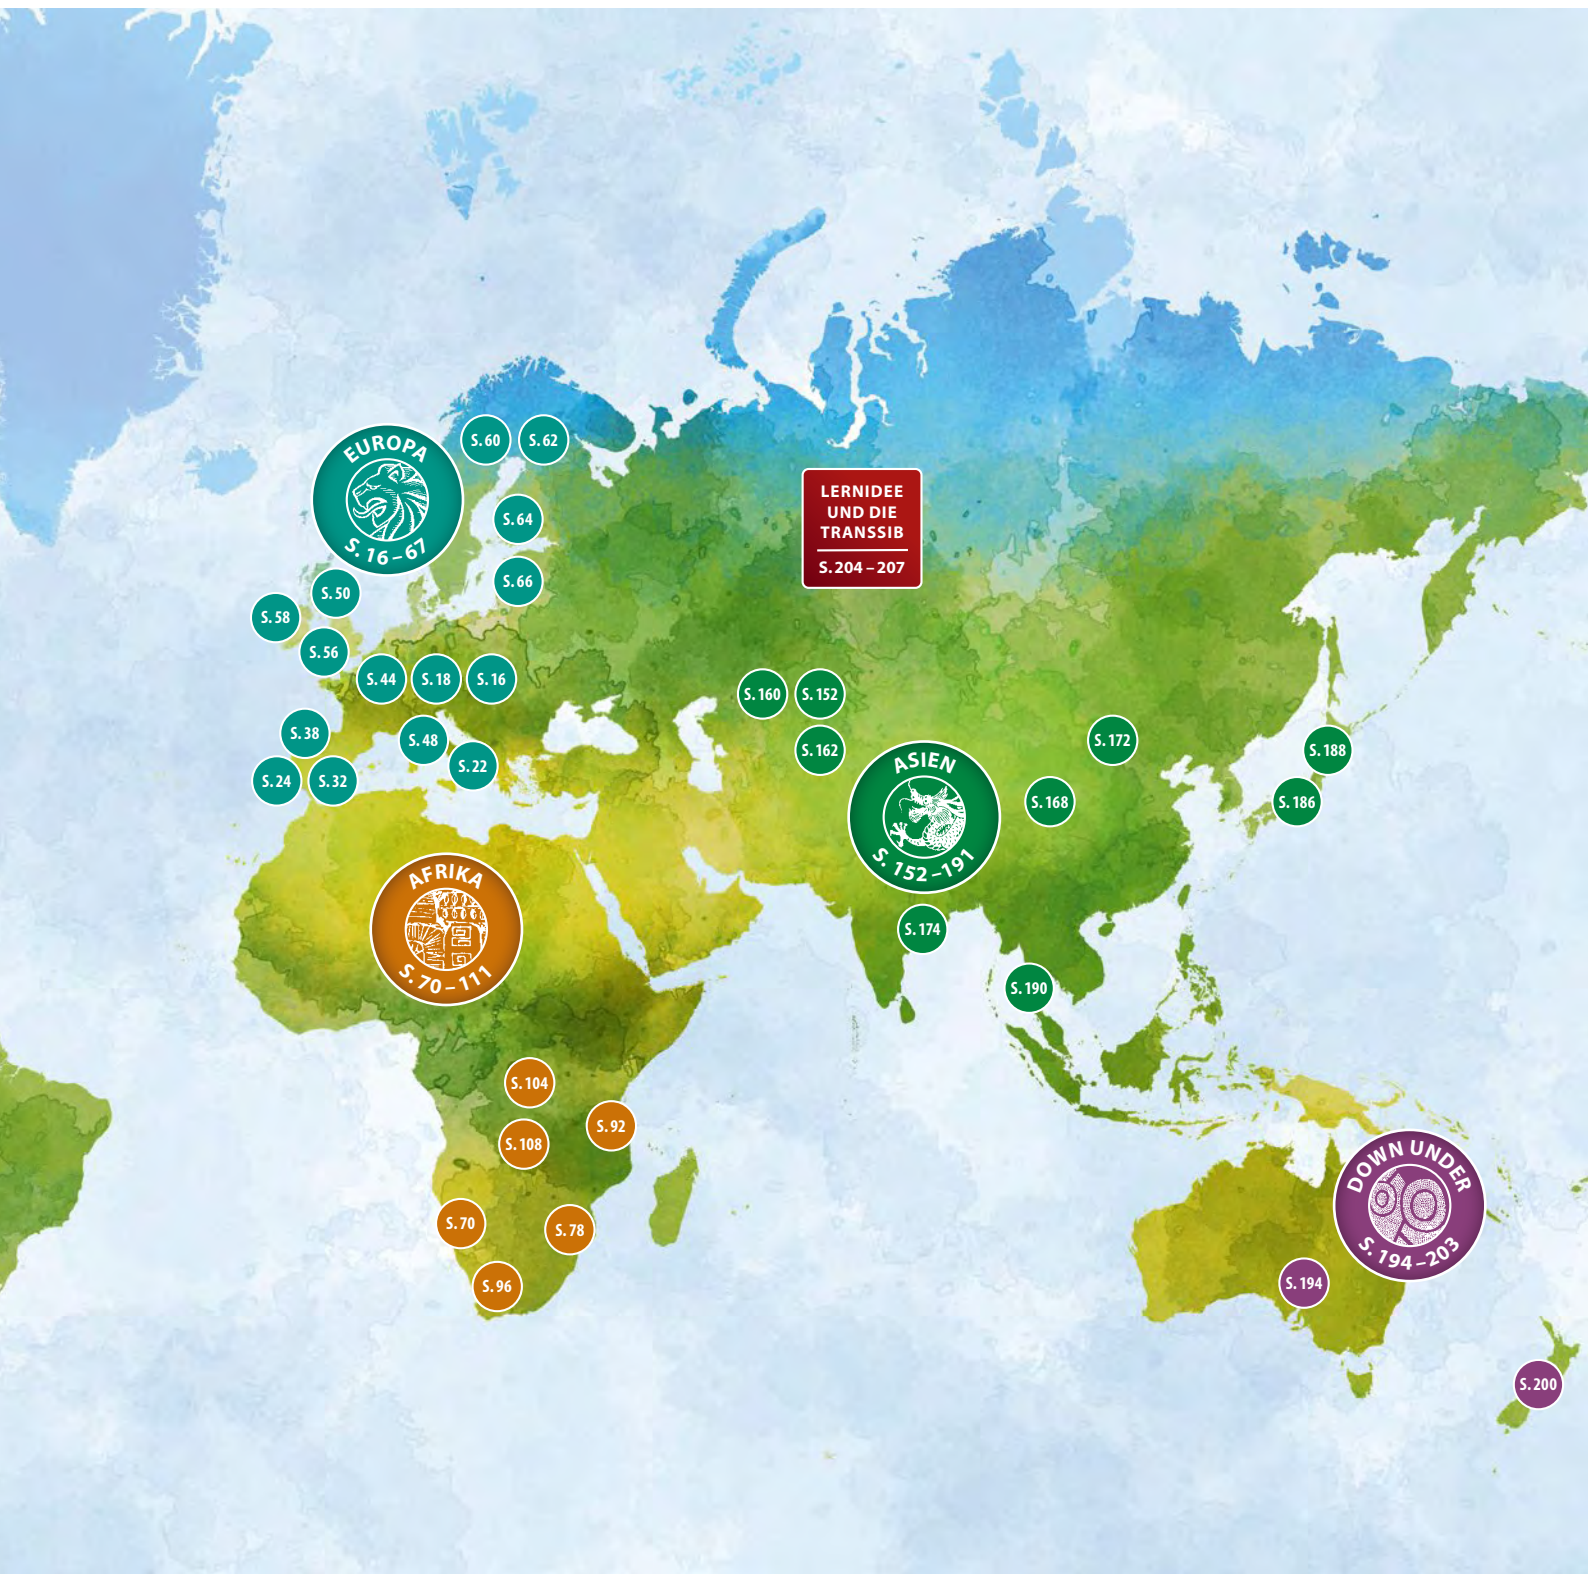 S. 60
S. 62
EUROPA
S. 16–67
S. 64
S. 66
S. 50
S. 58
S. 56
S. 44
S. 18
S. 16
S. 38
S. 48
S. 22
S. 24
S. 32
LERNIDEE
UND DIE
TRANSSIB
S. 204–207
S. 160
S. 152
S. 162
ASIEN
S. 152–191
S. 172
S. 168
S. 188
S. 186
S. 174
S. 190
AFRIKA
S. 70–111
S. 104
S. 92
S. 108
S. 70
S. 78
S. 96
DOWN UNDER
S. 194–203
S. 194
S. 200